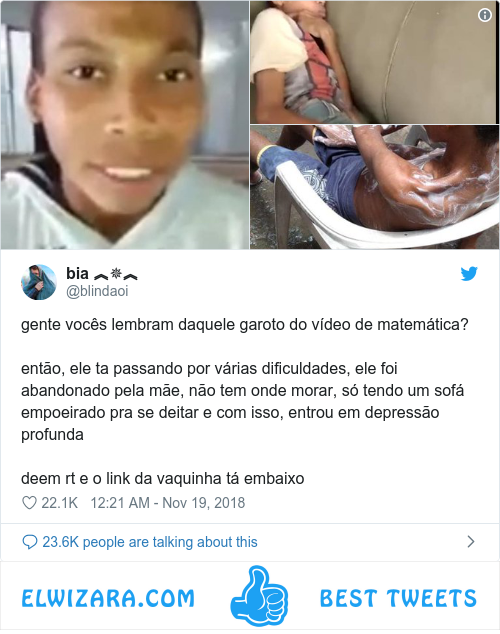 bia ︽✵︽
@blindaoi
gente vocês lembram daquele garoto do vídeo de matemática?
então, ele ta passando por várias dificuldades, ele foi
abandonado pela mãe, não tem onde morar, só tendo um sofá
empoeirado pra se deitar e com isso, entrou em depressão
profunda
deem rt e o link da vaquinha tá embaixo
22.1K 12:21 AM - Nov 19, 2018
23.6K people are talking about this
ELWIZARA.COM BEST TWEETS